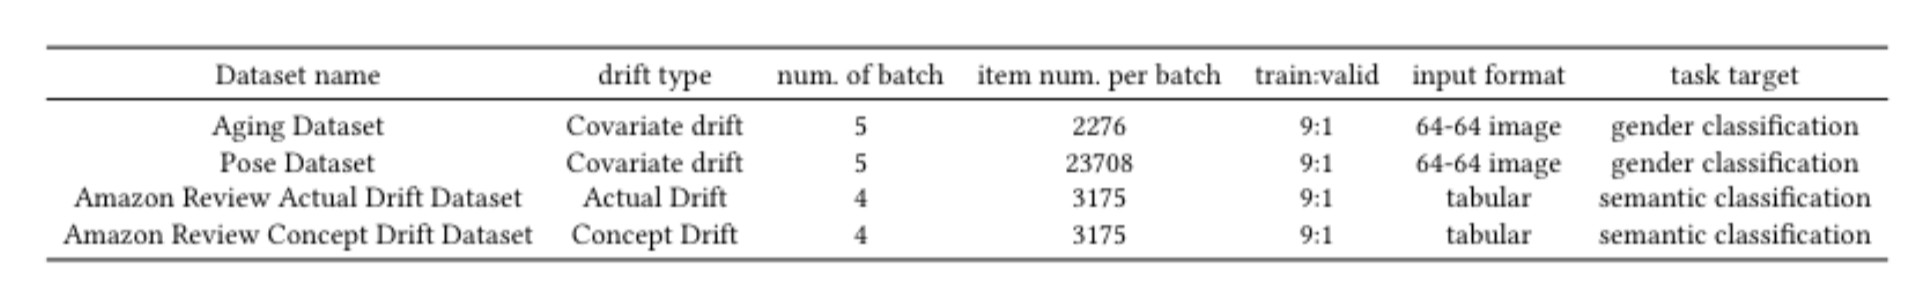 Dataset name drift type num. of batch item num. per batch train:valid input format task target
Aging Dataset Covariate drift 5 2276 9:1 64-64 image gender classification
Pose Dataset Covariate drift 5 23708 9:1 64-64 image gender classification
Amazon Review Actual Drift Dataset Actual Drift 4 3175 9:1 tabular semantic classification
Amazon Review Concept Drift Dataset Concept Drift 4 3175 9:1 tabular semantic classification